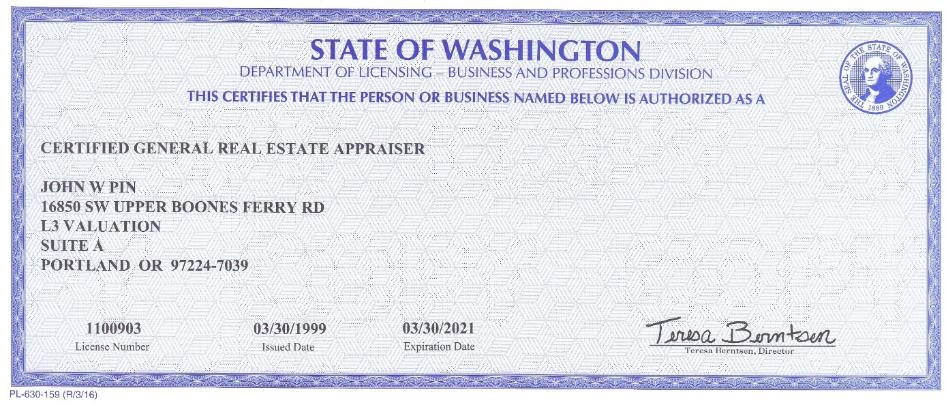 STATE OF WASHINGTON
DEPARTMENT OF LICENSING – BUSINESS AND PROFESSIONS DIVISION
THIS CERTIFIES THAT THE PERSON OR BUSINESS NAMED BELOW IS AUTHORIZED AS A
THE SEAL OF THE STATE OF WASHINGTON
1889
CERTIFIED GENERAL REAL ESTATE APPRAISER
JOHN W PIN
16850 SW UPPER BOONES FERRY RD
L3 VALUATION
SUITE A
PORTLAND OR 97224-7039
COPY
1100903 03/30/1999 03/30/2021 Teresa Berntsen
License Number Issued Date Expiration Date Teresa Berntsen, Director
PL-630-159 (R/3/16)